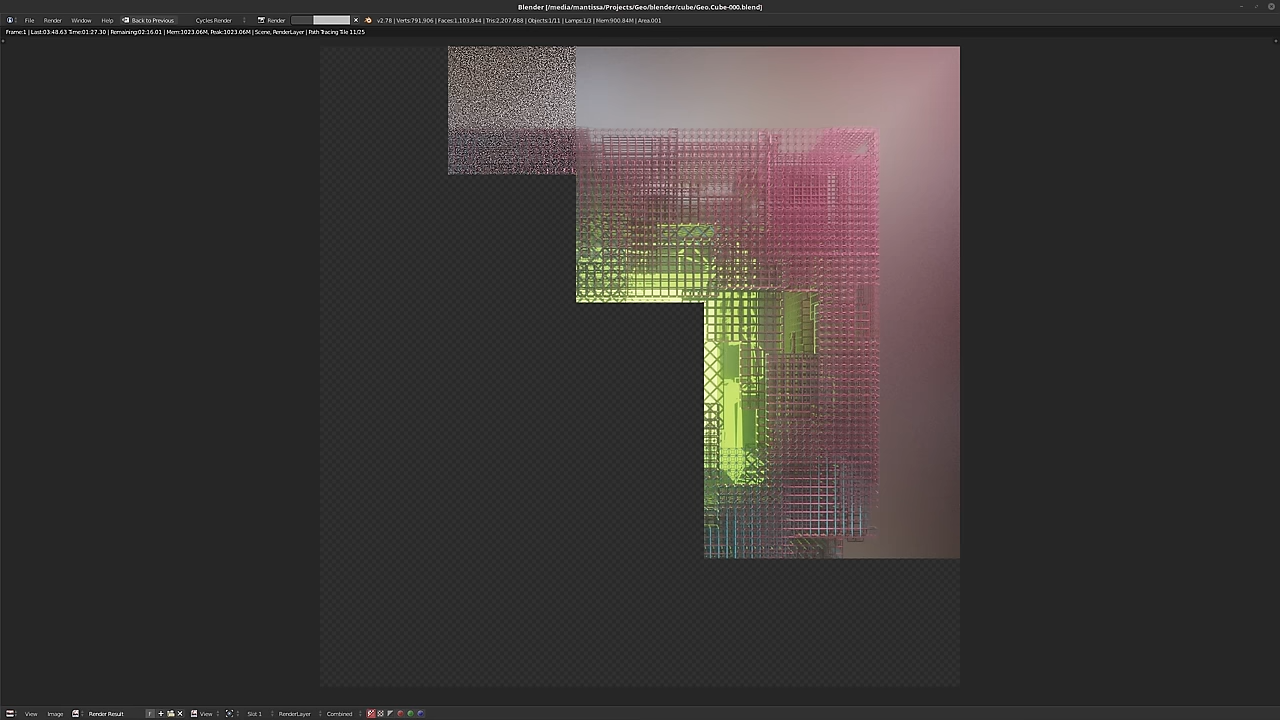 Blender [/media/mantissa/Projects/Geo/blender/cube/Geo.Cube-000.blend]
File Render Window Help Back to Previous Cycles Render Render v2.78 | Verts:791,906 | Faces:1,103,844 | Tris:2,207,688 | Objects:1/11 | Lamps:1/3 | Mem:900.84M | Area.001
Frame:1 | Last:03:48.63 Time:01:27.30 | Remaining:02:16.01 | Mem:1023.06M, Peak:1023.06M | Scene, RenderLayer | Path Tracing Tile 11/25
View Image Render Result F View Slot 1 RenderLayer Combined